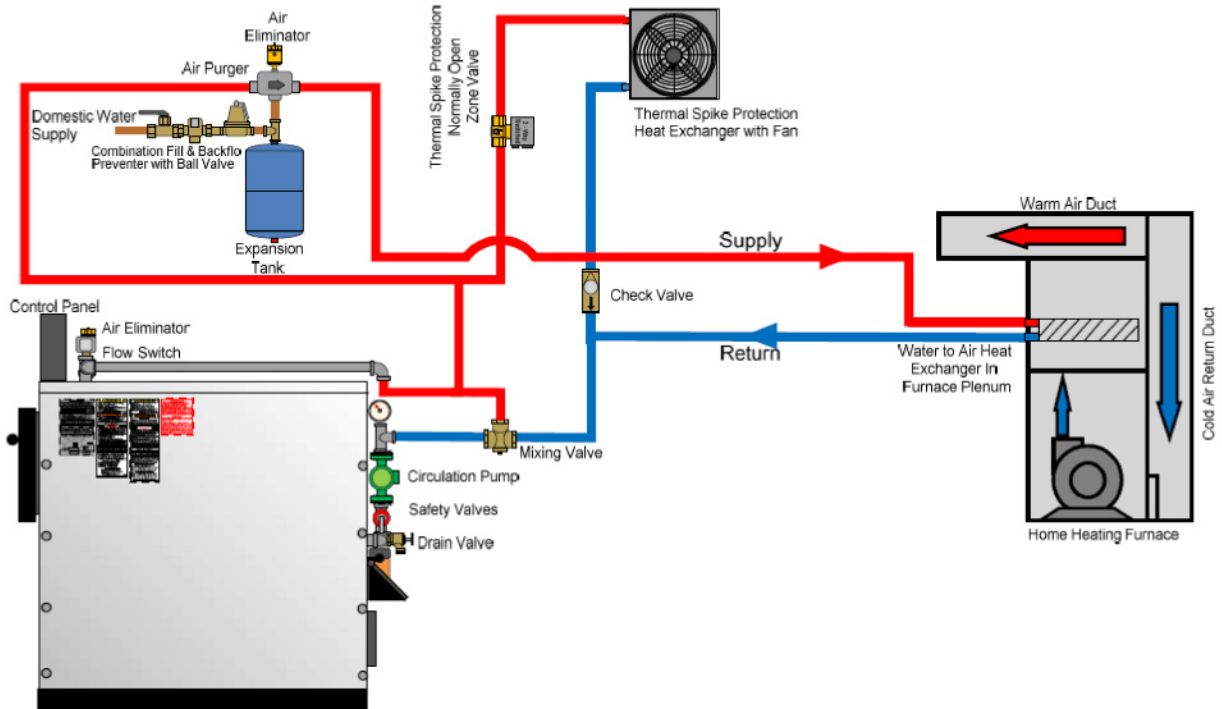 Air
Eliminator
Air Purger
Domestic Water
Supply
Combination Fill & Backflo
Preventer with Ball Valve
Expansion
Tank
Thermal Spike Protection
Normally Open
Zone Valve
Thermal Spike Protection
Heat Exchanger with Fan
Supply
Check Valve
Return
Warm Air Duct
Cold Air Return Duct
Water to Air Heat
Exchanger In
Furnace Plenum
Home Heating Furnace
Control Panel
Air Eliminator
Flow Switch
Mixing Valve
Circulation Pump
Safety Valves
Drain Valve